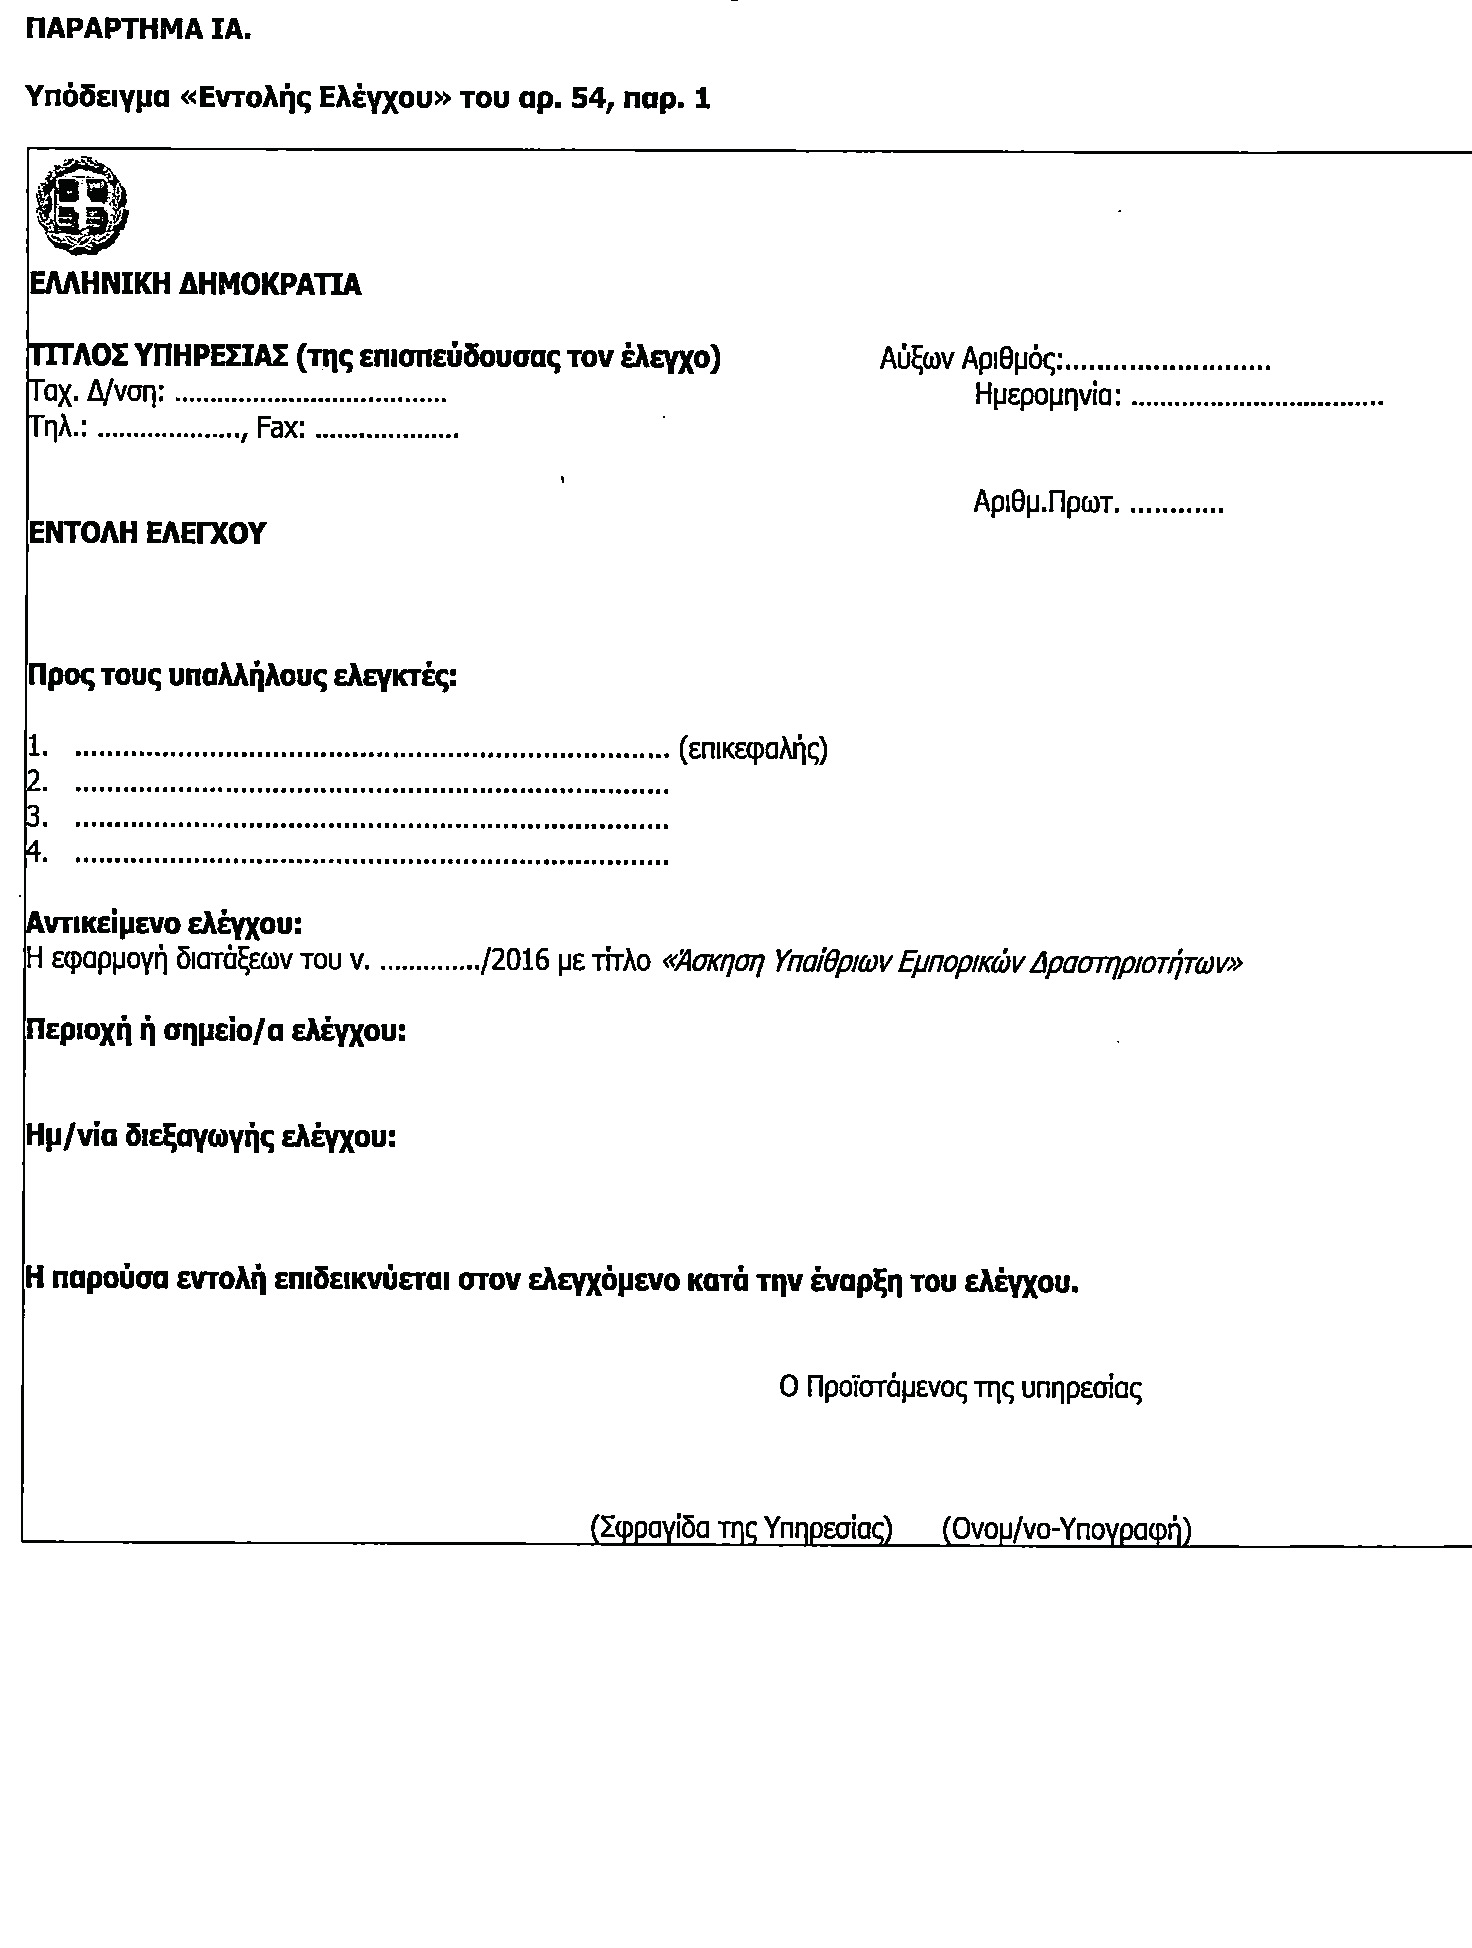 ΠΑΡΑΡΤΗΜΑ ΙΑ.
Υπόδειγμα «Εντολής Ελέγχου» του αρ. 54, παρ. 1
ΕΛΛΗΝΙΚΗ ΔΗΜΟΚΡΑΤΙΑ
ΤΙΤΛΟΣ ΥΠΗΡΕΣΙΑΣ (της επισπεύδουσας τον έλεγχο) Αύξων Αριθμός:..........................
Ταχ. Δ/νση: .................................. Ημερομηνία: ................................
Τηλ.: .................., Fax: ..................
Αριθμ.Πρωτ. ............
ΕΝΤΟΛΗ ΕΛΕΓΧΟΥ
Προς τους υπαλλήλους ελεγκτές:
1. ........................................................................... (επικεφαλής)
2. ...........................................................................
3. ...........................................................................
4. ...........................................................................
Αντικείμενο ελέγχου:
Η εφαρμογή διατάξεων του ν. ............./2016 με τίτλο «Άσκηση Υπαίθριων Εμπορικών Δραστηριοτήτων»
Περιοχή ή σημείο/α ελέγχου:
Ημ/νία διεξαγωγής ελέγχου:
Η παρούσα εντολή επιδεικνύεται στον ελεγχόμενο κατά την έναρξη του ελέγχου.
Ο Προϊστάμενος της υπηρεσίας
(Σφραγίδα της Υπηρεσίας) (Ονομ/νο-Υπογραφή)